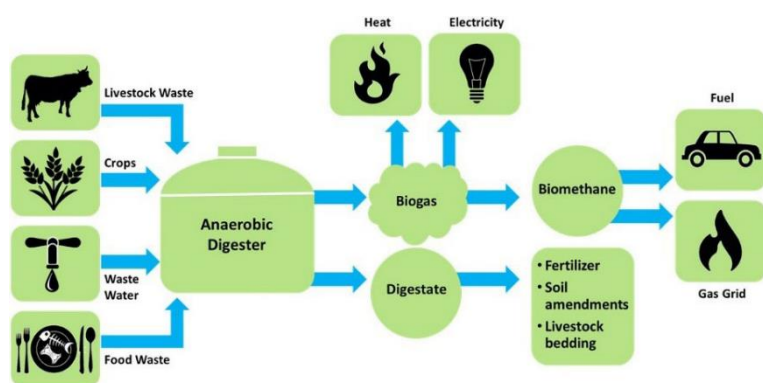 Heat
Electricity
Livestock Waste
Fuel
Crops
Anaerobic
Digester
Biogas
Biomethane
Waste
Water
Digestate
• Fertilizer
• Soil
amendments
• Livestock
bedding
Gas Grid
Food Waste